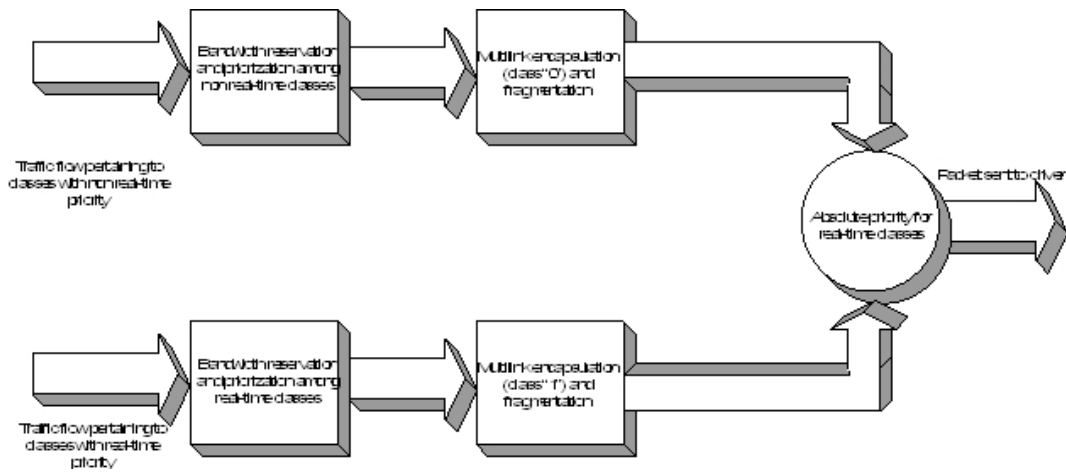 Bandwidth reservation
and priorization among
non real-time classes
Multilink encapsulation
(class "0") and
fragmentation
Traffic flow pertaining to
classes with non real-time
priority
Packet sent to driver
Absolute priority for
real-time classes
Bandwidth reservation
and priorization among
real-time classes
Multilink encapsulation
(class "1") and
fragmentation
Traffic flow pertaining to
classes with real-time
priority